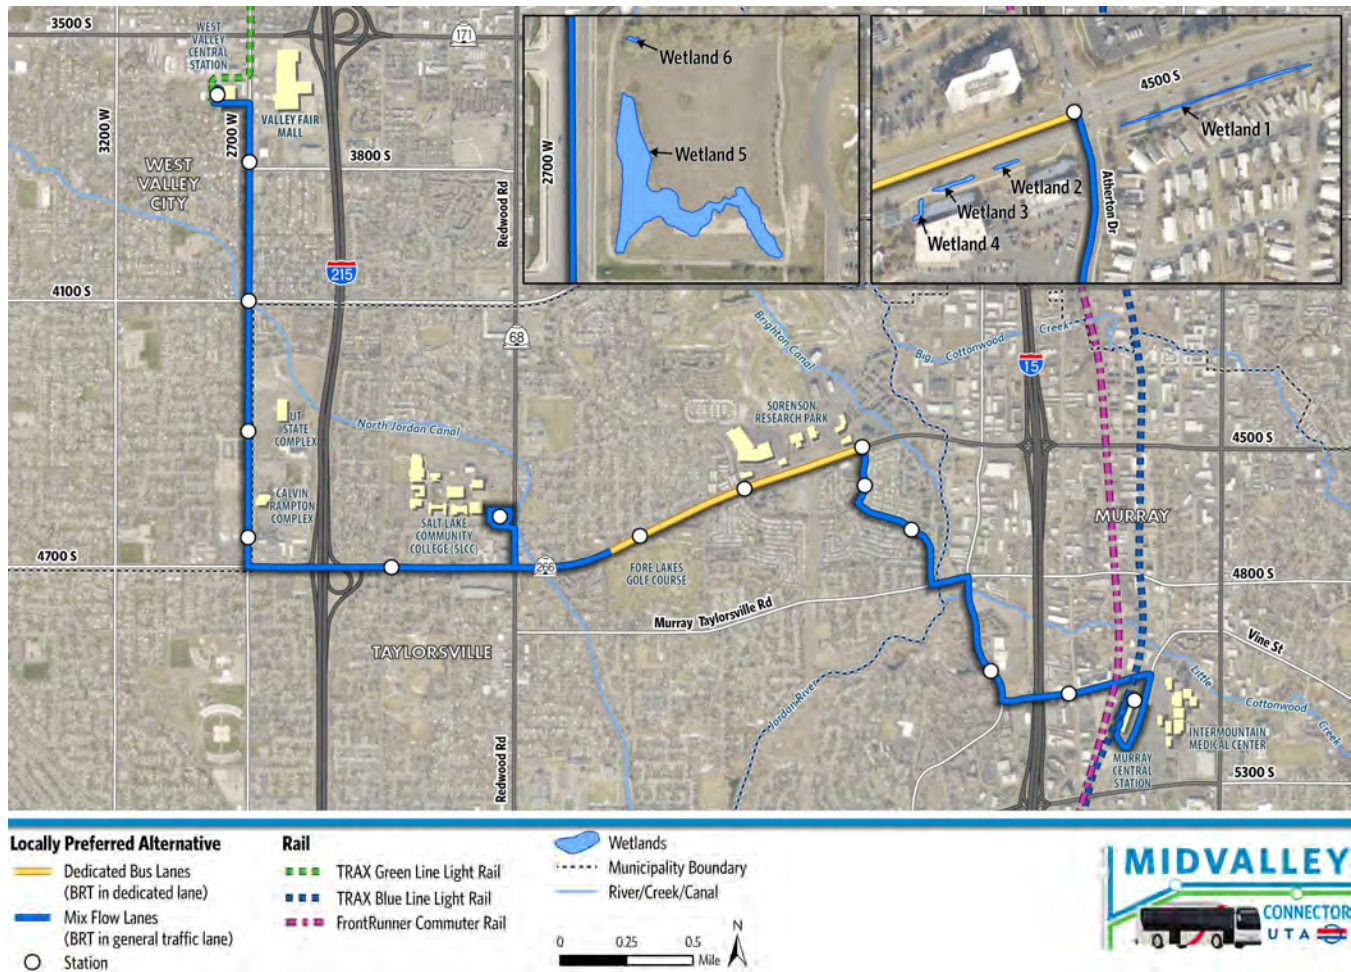 3500 S
WEST
VALLEY
CENTRAL
STATION
171
VALLEY FAIR
MALL
3200 W
2700 W
3800 S
WEST
VALLEY
CITY
Redwood Rd
215
4100 S
68
2700 W
Wetland 6
Wetland 5
4500 S
Wetland 1
Wetland 2
Wetland 3
Wetland 4
Atherton Dr
Brighton Canal
Big Cottonwood Creek
15
UT
STATE
COMPLEX
North Jordan Canal
SORENSON
RESEARCH PARK
4500 S
CALVIN
RAMPTON
COMPLEX
SALT LAKE
COMMUNITY
COLLEGE (SLCC)
MURRAY
4700 S
266
FORE LAKES
GOLF COURSE
4800 S
Murray Taylorsville Rd
Vine St
TAYLORSVILLE
Jordan River
Little Cottonwood Creek
INTERMOUNTAIN
MEDICAL CENTER
MURRAY
CENTRAL
STATION
Redwood Rd
5300 S
Locally Preferred Alternative
Dedicated Bus Lanes
(BRT in dedicated lane)
Mix Flow Lanes
(BRT in general traffic lane)
Station
Rail
TRAX Green Line Light Rail
TRAX Blue Line Light Rail
FrontRunner Commuter Rail
Wetlands
Municipality Boundary
River/Creek/Canal
0 0.25 0.5
Mile
N
MIDVALLEY
CONNECTOR
UTA